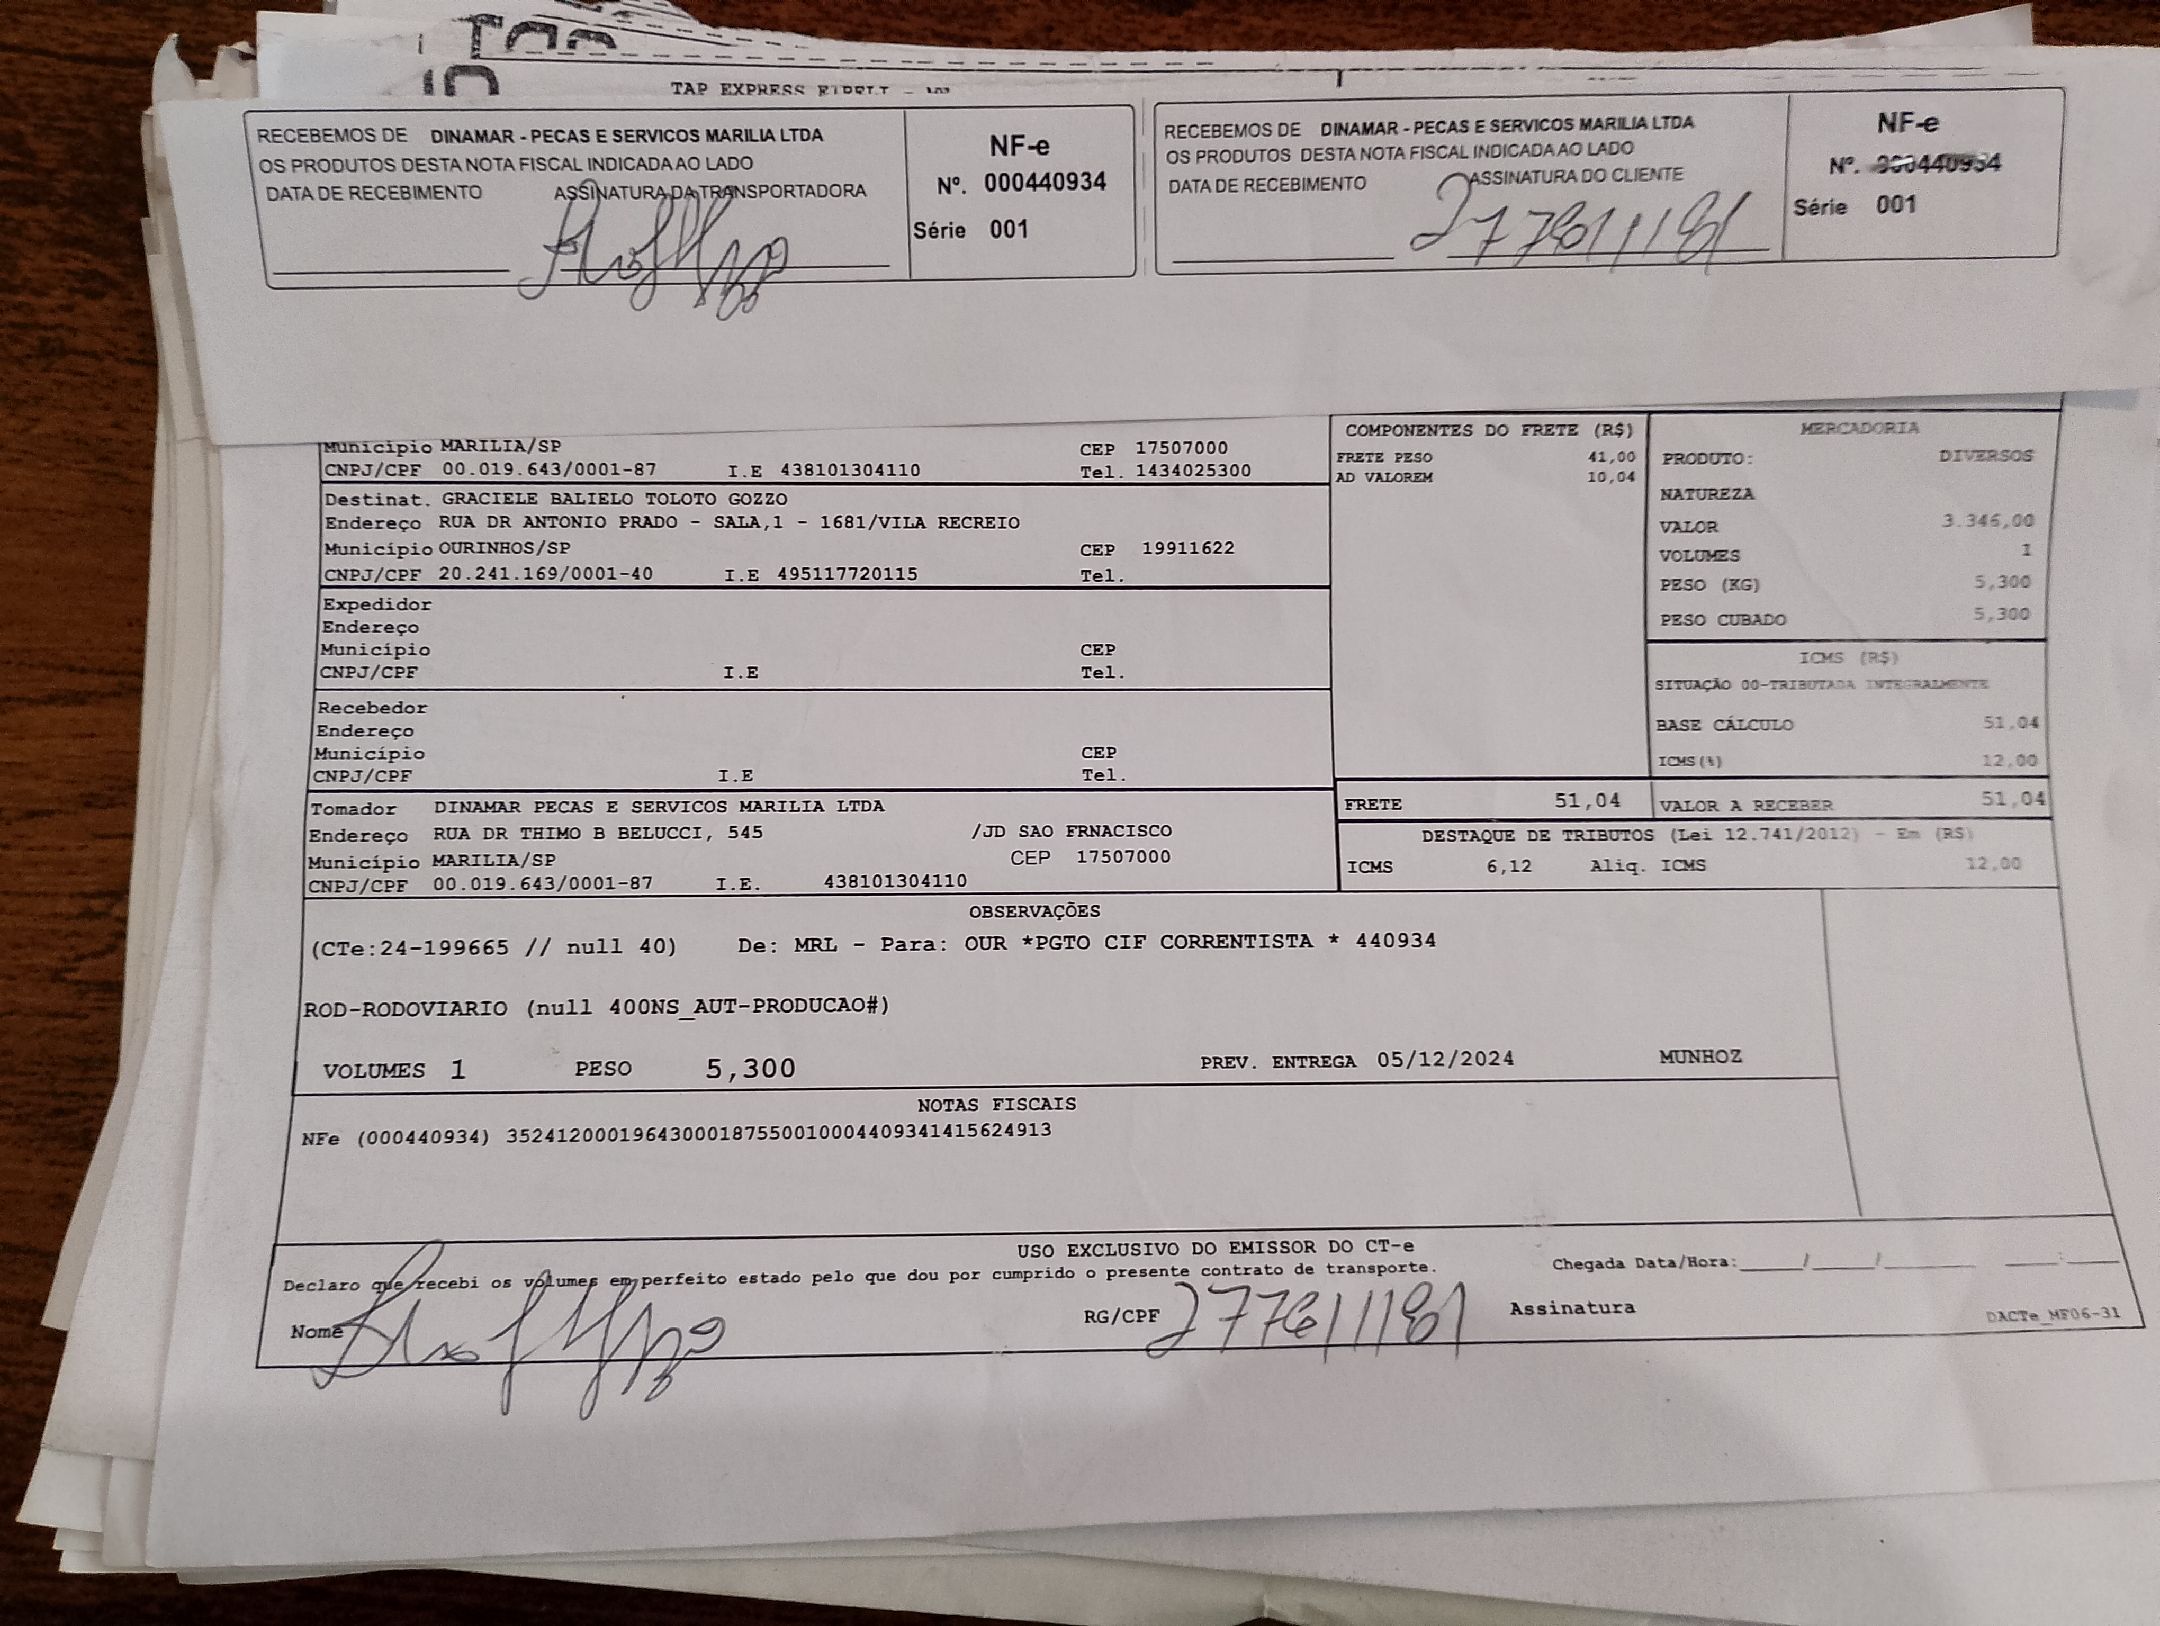 TAP EXPRESS
RECEBEMOS DE DINAMAR - PECAS E SERVICOS MARILIA LTDA
OS PRODUTOS DESTA NOTA FISCAL INDICADA AO LADO
DATA DE RECEBIMENTO ASSINATURA DA TRANSPORTADORA
NF-e
Nº. 000440934
Série 001
RECEBEMOS DE DINAMAR - PECAS E SERVICOS MARILIA LTDA
OS PRODUTOS DESTA NOTA FISCAL INDICADA AO LADO
DATA DE RECEBIMENTO ASSINATURA DO CLIENTE
NF-e
Nº. 000440934
Série 001
Município MARILIA/SP CEP 17507000
CNPJ/CPF 00.019.643/0001-87 I.E 438101304110 Tel. 1434025300
Destinat. GRACIELE BALIELO TOLOTO GOZZO
Endereço RUA DR ANTONIO PRADO - SALA,1 - 1681/VILA RECREIO
Município OURINHOS/SP CEP 19911622
CNPJ/CPF 20.241.169/0001-40 I.E 495117720115 Tel.
Expedidor
Endereço
Município CEP
CNPJ/CPF I.E Tel.
Recebedor
Endereço
Município CEP
CNPJ/CPF I.E Tel.
Tomador DINAMAR PECAS E SERVICOS MARILIA LTDA
Endereço RUA DR THIMO B BELUCCI, 545 /JD SAO FRNACISCO
Município MARILIA/SP CEP 17507000
CNPJ/CPF 00.019.643/0001-87 I.E. 438101304110
COMPONENTES DO FRETE (R$)
FRETE PESO 41,00
AD VALOREM 10,04
MERCADORIA
PRODUTO: DIVERSOS
NATUREZA
VALOR 3.346,00
VOLUMES 1
PESO (KG) 5,300
PESO CUBADO 5,300
ICMS (R$)
SITUAÇÃO 00-TRIBUTADA INTEGRALMENTE
BASE CÁLCULO 51,04
ICMS(%) 12,00
FRETE 51,04 VALOR A RECEBER 51,04
DESTAQUE DE TRIBUTOS (Lei 12.741/2012) - Em (R$)
ICMS 6,12 Aliq. ICMS 12,00
OBSERVAÇÕES
(CTe:24-199665 // null 40) De: MRL - Para: OUR *PGTO CIF CORRENTISTA * 440934
ROD-RODOVIARIO (null 400NS_AUT-PRODUCAO#)
VOLUMES 1 PESO 5,300 PREV. ENTREGA 05/12/2024 MUNHOZ
NOTAS FISCAIS
NFe (000440934) 35241200019643000187550010004409341415624913
USO EXCLUSIVO DO EMISSOR DO CT-e
Declaro que recebi os volumes em perfeito estado pelo que dou por cumprido o presente contrato de transporte. Chegada Data/Hora:____/____/______ ____:____
Nome RG/CPF Assinatura
DACTe_MF06-31